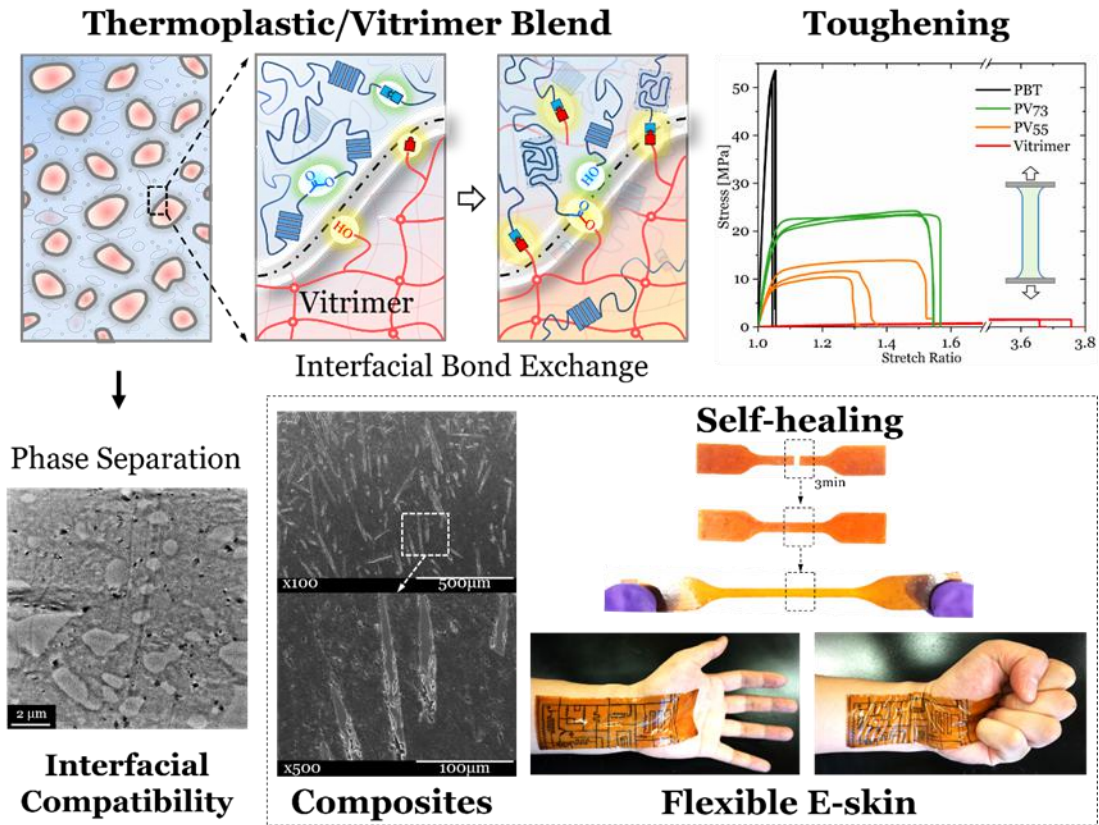 Thermoplastic/Vitrimer Blend
Toughening
O
O
HO
Vitrimer
HO
O
O
Interfacial Bond Exchange
Stress [MPa]
50
40
30
20
10
0
PBT
PV73
PV55
Vitrimer
1.0
1.2
1.4
1.6
3.6
3.8
Stretch Ratio
Phase Separation
2 μm
Interfacial
Compatibility
x100
500μm
x500
100μm
Composites
Self-healing
3min
Flexible E-skin